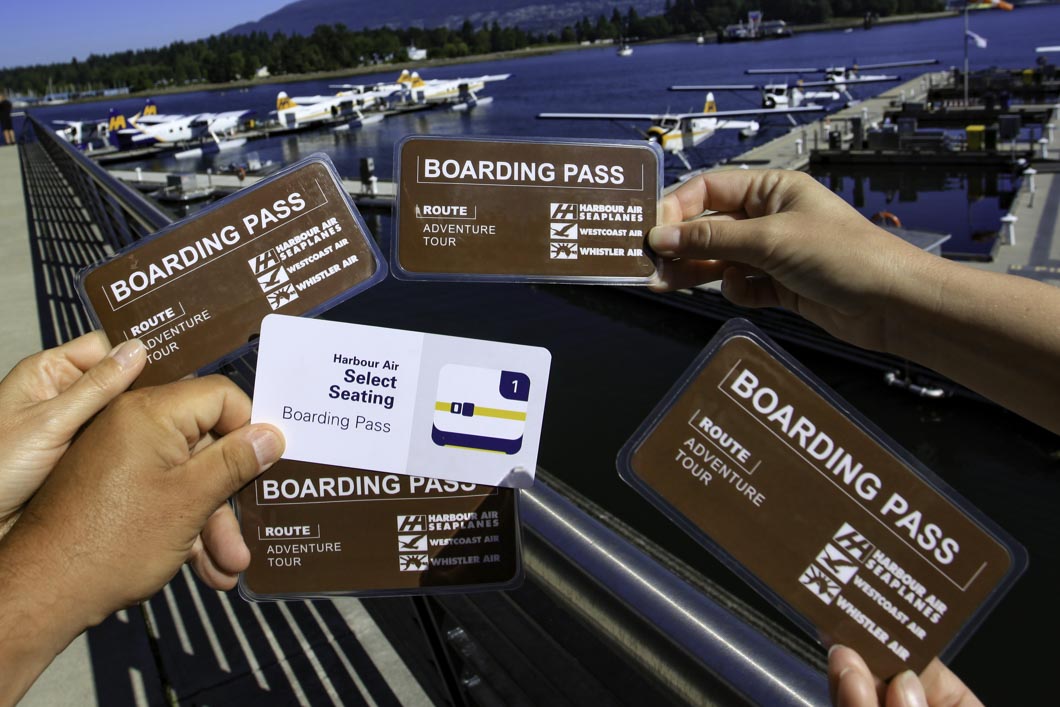 BOARDING PASS
ROUTE
ADVENTURE
TOUR
HARBOUR AIR
SEAPLANES
WESTCOAST AIR
WHISTLER AIR
BOARDING PASS
ROUTE
ADVENTURE
TOUR
HARBOUR AIR
SEAPLANES
WESTCOAST AIR
WHISTLER AIR
Harbour Air
Select
Seating
Boarding Pass
1
BOARDING PASS
ROUTE
ADVENTURE
TOUR
HARBOUR AIR
SEAPLANES
WESTCOAST AIR
WHISTLER AIR
BOARDING PASS
ROUTE
ADVENTURE
TOUR
HARBOUR AIR
SEAPLANES
WESTCOAST AIR
WHISTLER AIR